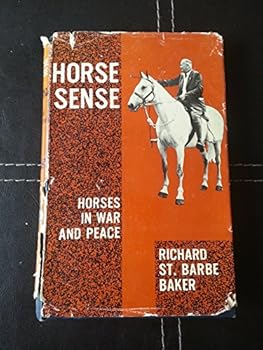 HORSE
SENSE
HORSES
IN WAR
AND PEACE
RICHARD
ST. BARBE
BAKER